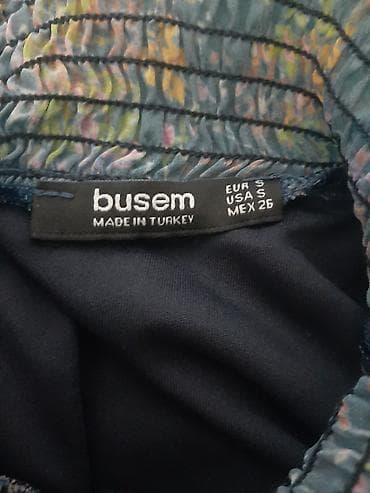 busem
MADE IN TURKEY
EUR S
USA S
MEX 26